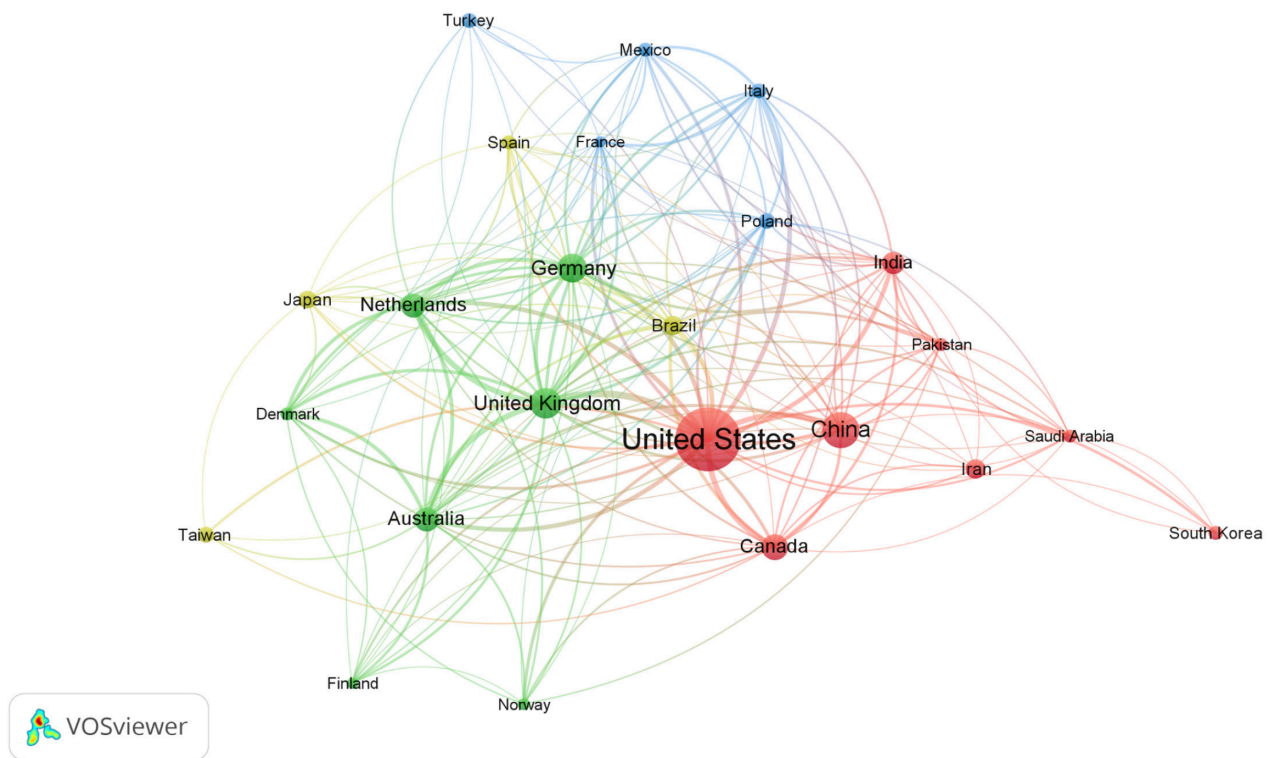 Turkey
Mexico
Italy
Spain
France
Poland
Germany
India
Japan
Netherlands
Brazil
Pakistan
United Kingdom
Denmark
United States
China
Saudi Arabia
Iran
Australia
Taiwan
Canada
South Korea
Finland
Norway
VOSviewer